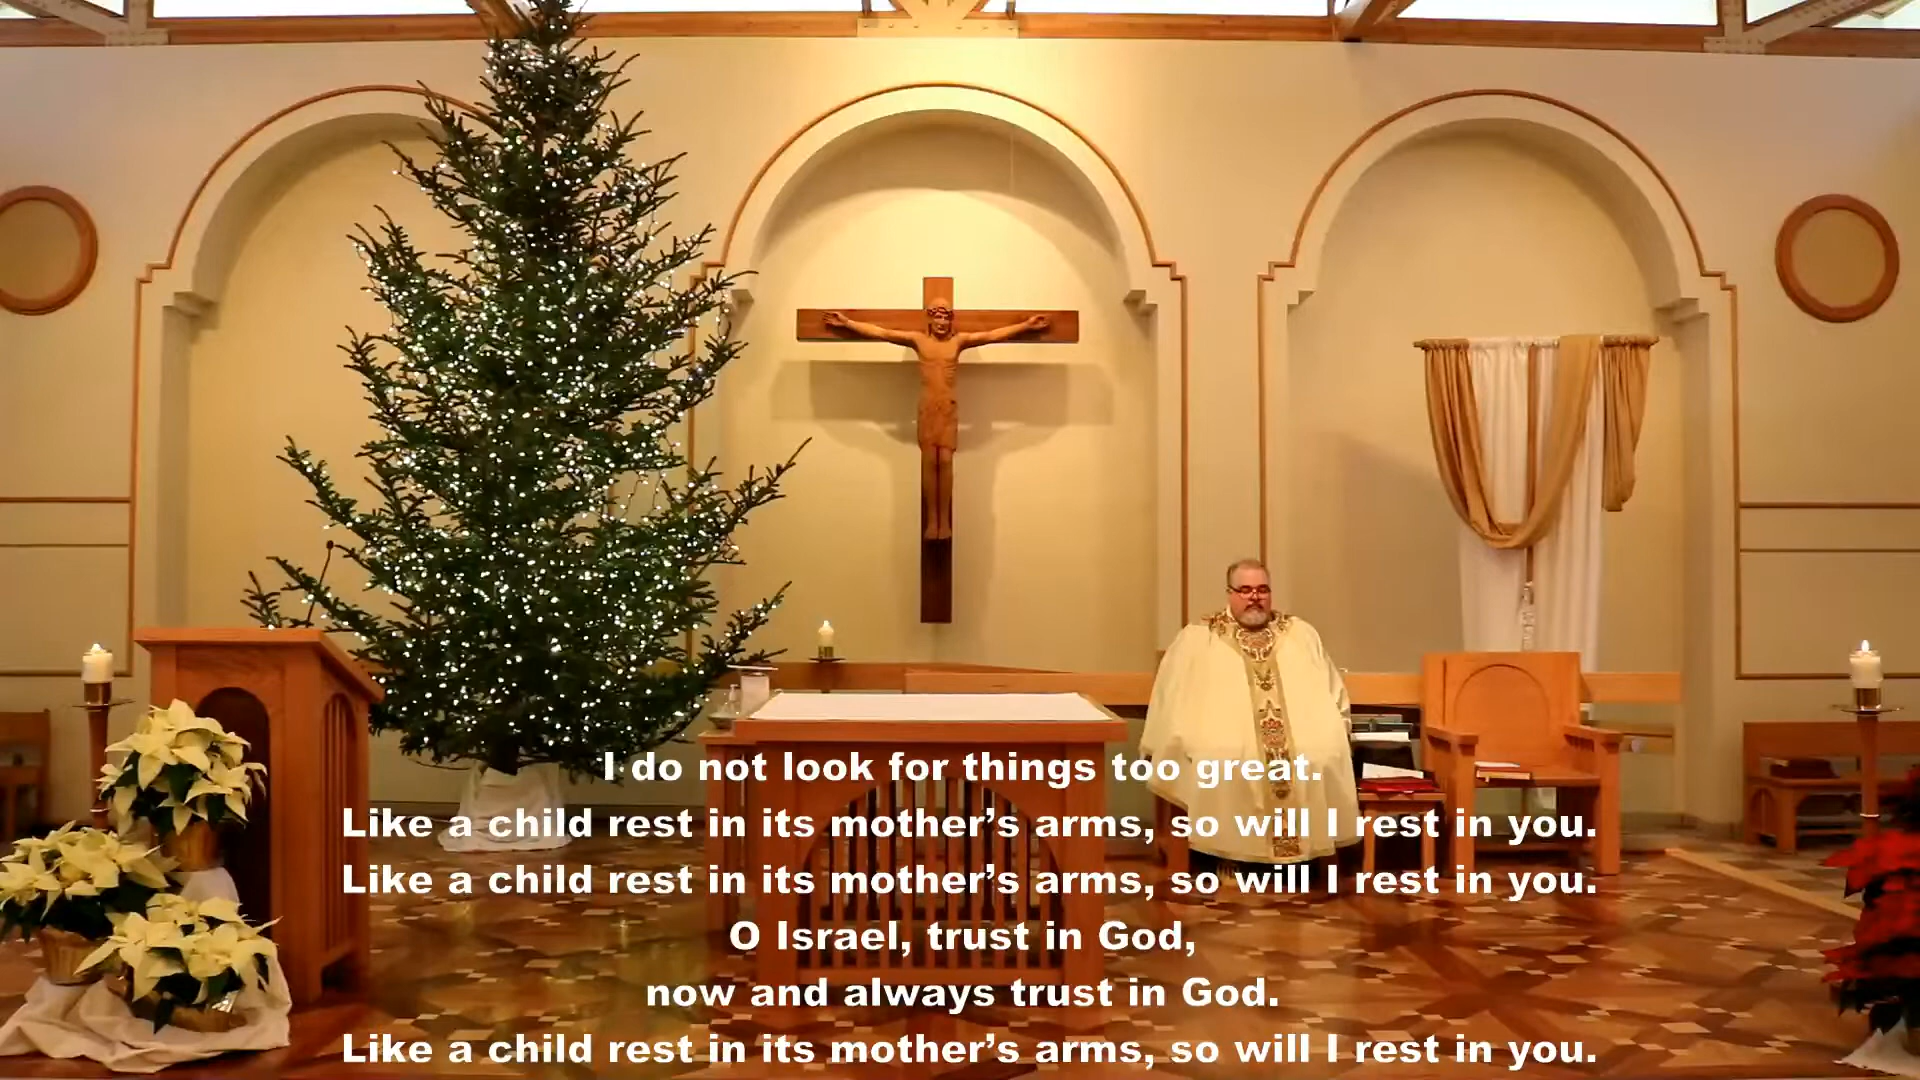 I do not look for things too great.
Like a child rest in its mother’s arms, so will I rest in you.
Like a child rest in its mother’s arms, so will I rest in you.
O Israel, trust in God,
now and always trust in God.
Like a child rest in its mother’s arms, so will I rest in you.